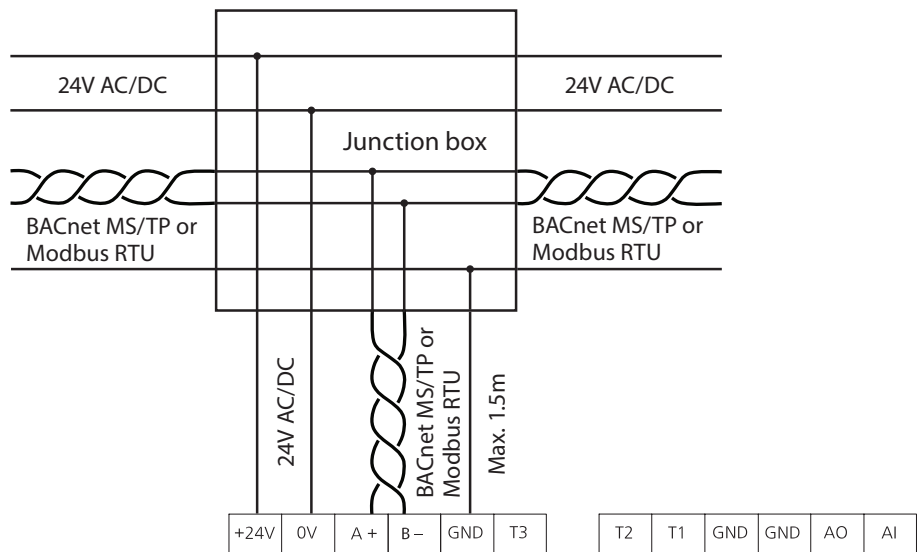 24V AC/DC
24V AC/DC
Junction box
BACnet MS/TP or
Modbus RTU
BACnet MS/TP or
Modbus RTU
24V AC/DC
BACnet MS/TP or
Modbus RTU
Max. 1.5m
+24V 0V A + B − GND T3 T2 T1 GND GND AO AI